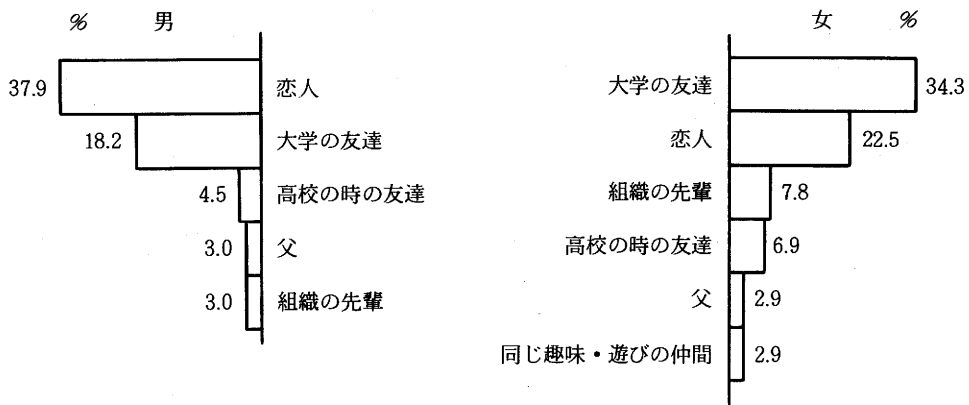 % 男
37.9 恋人
18.2 大学の友達
4.5 高校の時の友達
3.0 父
3.0 組織の先輩
女 %
大学の友達 34.3
恋人 22.5
組織の先輩 7.8
高校の時の友達 6.9
父 2.9
同じ趣味・遊びの仲間 2.9